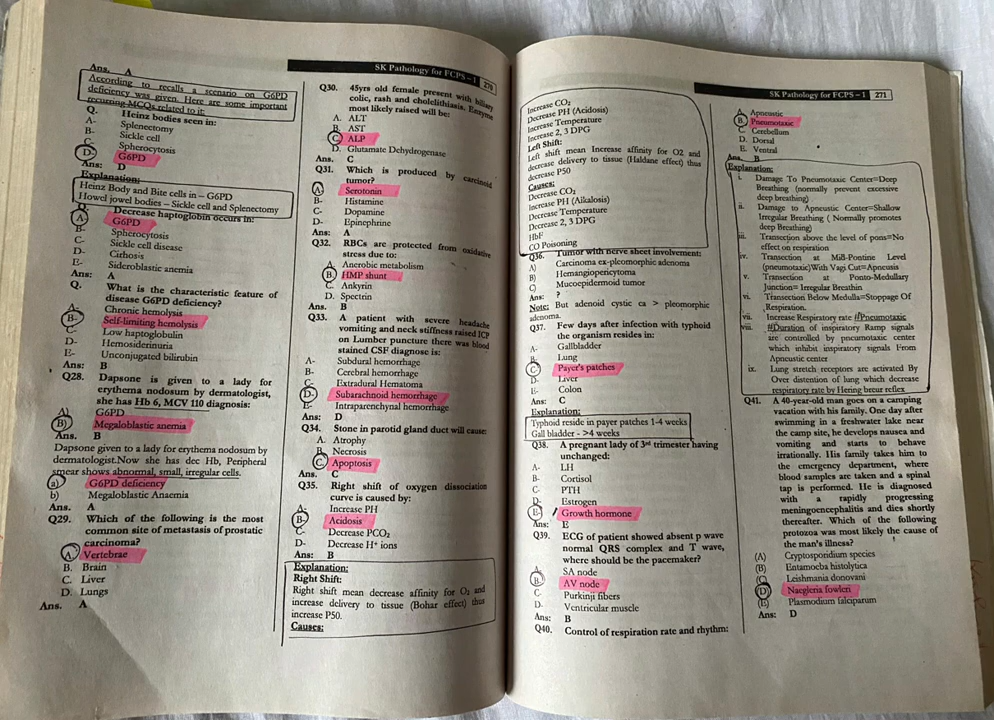 SK Pathology for FCPS – 1 270
Ans. A
According to recalls a scenario on G6PD
deficiency was given. Here are some important
recurring MCQs related to it:
Q. Heinz bodies seen in:
A- Splenectomy
B- Sickle cell
C- Spherocytosis
D- G6PD
Ans: D
Explanation:
Heinz Body and Bite cells in – G6PD
Howel jowel bodies – Sickle cell and Splenectomy
Q. Decrease haptoglobin occurs in:
A- G6PD
B- Spherocytosis
C- Sickle cell disease
D- Cirhosis
E- Sideroblastic anemia
Ans: A
Q. What is the characteristic feature of
disease G6PD deficiency?
A- Chronic hemolysis
B- Self-limiting hemolysis
C- Low haptoglobulin
D- Hemosiderinuria
E- Unconjugated bilirubin
Ans: B
Q28. Dapsone is given to a lady for
erythema nodosum by dermatologist,
she has Hb 6, MCV 110 diagnosis:
A) G6PD
B) Megaloblastic anemia
Ans. B
Dapsone given to a lady for erythema nodosum by
dermatologist.Now she has dec Hb, Peripheral
smear shows abnormal, small, irregular cells.
a) G6PD deficiency
b) Megaloblastic Anaemia
Ans. A
Q29. Which of the following is the most
common site of metastasis of prostatic
carcinoma?
A. Vertebrae
B. Brain
C. Liver
D. Lungs
Ans. A
Q30. 45yrs old female present with biliary
colic, rash and cholelithiasis. Enzyme
most likely raised will be:
A. ALT
B. AST
C. ALP
D. Glutamate Dehydrogenase
Ans. C
Q31. Which is produced by carcinoid
tumor?
A- Serotonin
B- Histamine
C- Dopamine
D- Epinephrine
Ans: A
Q32. RBCs are protected from oxidative
stress due to:
A. Anerobic metabolism
B. HMP shunt
C. Ankyrin
D. Spectrin
Ans. B
Q33. A patient with severe headache
vomiting and neck stiffness raised ICP
on Lumber puncture there was blood
stained CSF diagnose is:
A- Subdural hemorrhage
B- Cerebral hemorrhage
C- Extradural Hematoma
D- Subarachnoid hemorrhage
E- Intraparenchynal hemorrhage
Ans: D
Q34. Stone in parotid gland duct will cause:
A. Atrophy
B. Necrosis
C. Apoptosis
Ans. C
Q35. Right shift of oxygen dissociation
curve is caused by:
A- Increase PH
B- Acidosis
C- Decrease PCO₂
D- Decrease H⁺ ions
Ans: B
Explanation:
Right Shift:
Right shift mean decrease affinity for O₂ and
increase delivery to tissue (Bohar effect) thus
increase P50.
Causes:
SK Pathology for FCPS – 1 271
Increase CO₂
Decrease PH (Acidosis)
Increase Temperature
Increase 2, 3 DPG
Left Shift:
Left shift mean Increase affinity for O2 and
decrease delivery to tissue (Haldane effect) thus
decrease P50
Causes:
Decrease CO₂
Increase PH (Alkalosis)
Decrease Temperature
Decrease 2, 3 DPG
HbF
CO Poisoning
Q36. Tumor with nerve sheet involvement:
A) Carcinoma ex-pleomorphic adenoma
B) Hemangiopericytoma
C) Mucoepidermoid tumor
Ans: ?
Note: But adenoid cystic ca > pleomorphic
adenoma.
Q37. Few days after infection with typhoid
the organism resides in:
A- Gallbladder
B- Lung
C- Payer's patches
D- Liver
E- Colon
Ans: C
Explanation:
Typhoid reside in payer patches 1-4 weeks
Gall bladder - >4 weeks
Q38. A pregnant lady of 3rd trimester having
unchanged:
A- LH
B- Cortisol
C- PTH
D- Estrogen
E- Growth hormone
Ans: E
Q39. ECG of patient showed absent p wave
normal QRS complex and T wave,
where should be the pacemaker?
A. SA node
B. AV node
C- Purkinji fibers
D. Ventricular muscle
Ans: B
Q40. Control of respiration rate and rhythm:
A. Apneustic
B. Pneumotaxic
C. Cerebellum
D. Dorsal
E. Ventral
Ans. B
Explanation:
i. Damage To Pneumotaxic Center=Deep
Breathing (normally prevent excessive
deep breathing)
ii. Damage to Apneustic Center=Shallow
Irregular Breathing ( Normally promotes
deep Breathing)
iii. Transection above the level of pons=No
effect on respiration
iv. Transection at Mid-Pontine Level
(pneumotaxic)With Vagi Cut=Apneusis
v. Transection at Ponto-Medullary
Junction= Irregular Breathin
vi. Transection Below Medulla=Stoppage Of
Respiration.
vii. Increase Respiratory rate #Pneumotaxic
viii. #Duration of inspiratory Ramp signals
are controlled by pneumotaxic center
which inhibit inspiratory signals From
Apneustic center
ix. Lung stretch receptors are activated By
Over distention of lung which decrease
respiratory rate by Hering breur reflex
Q41. A 40-year-old man goes on a camping
vacation with his family. One day after
swimming in a freshwater lake near
the camp site, he develops nausea and
vomiting and starts to behave
irrationally. His family takes him to
the emergency department, where
blood samples are taken and a spinal
tap is performed. He is diagnosed
with a rapidly progressing
meningoencephalitis and dies shortly
thereafter. Which of the following
protozoa was most likely the cause of
the man's illness?
(A) Cryptosporidium species
(B) Entamoeba histolytica
(C) Leishmania donovani
(D) Naegleria fowleri
(E) Plasmodium falciparum
Ans: D